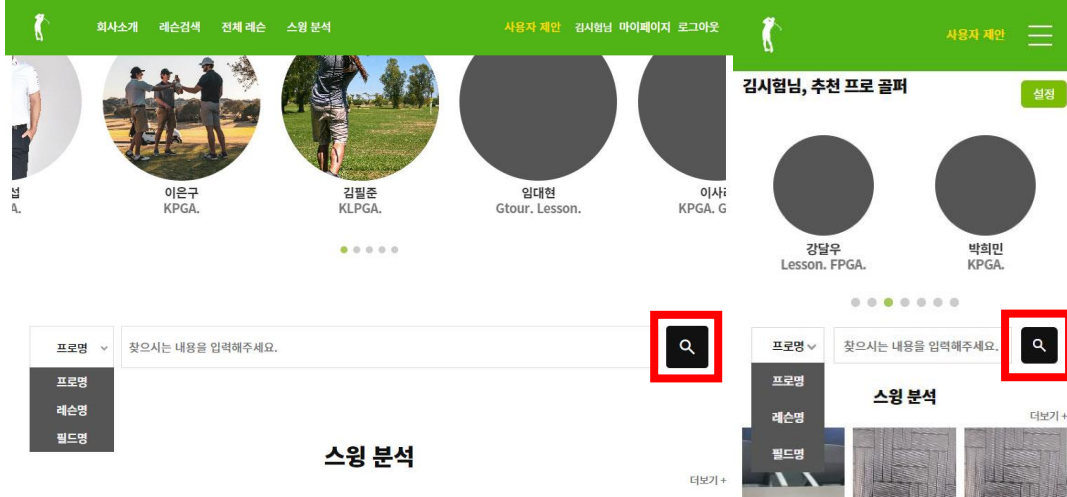 회사소개 레슨검색 전체 레슨 스윙 분석 사용자 제안 김시험님 마이페이지 로그아웃
섭
A.
이은구
KPGA.
김필준
KLPGA.
임대현
Gtour. Lesson.
KPGA. G
프로명 찾으시는 내용을 입력해주세요.
프로명
레슨명
필드명
스윙 분석
더보기 +
사용자 제안
김시험님, 추천 프로 골퍼
설정
강달우
Lesson. FPGA.
박희민
KPGA.
프로명 찾으시는 내용을 입력해주세요.
프로명
레슨명
필드명
스윙 분석
더보기 +